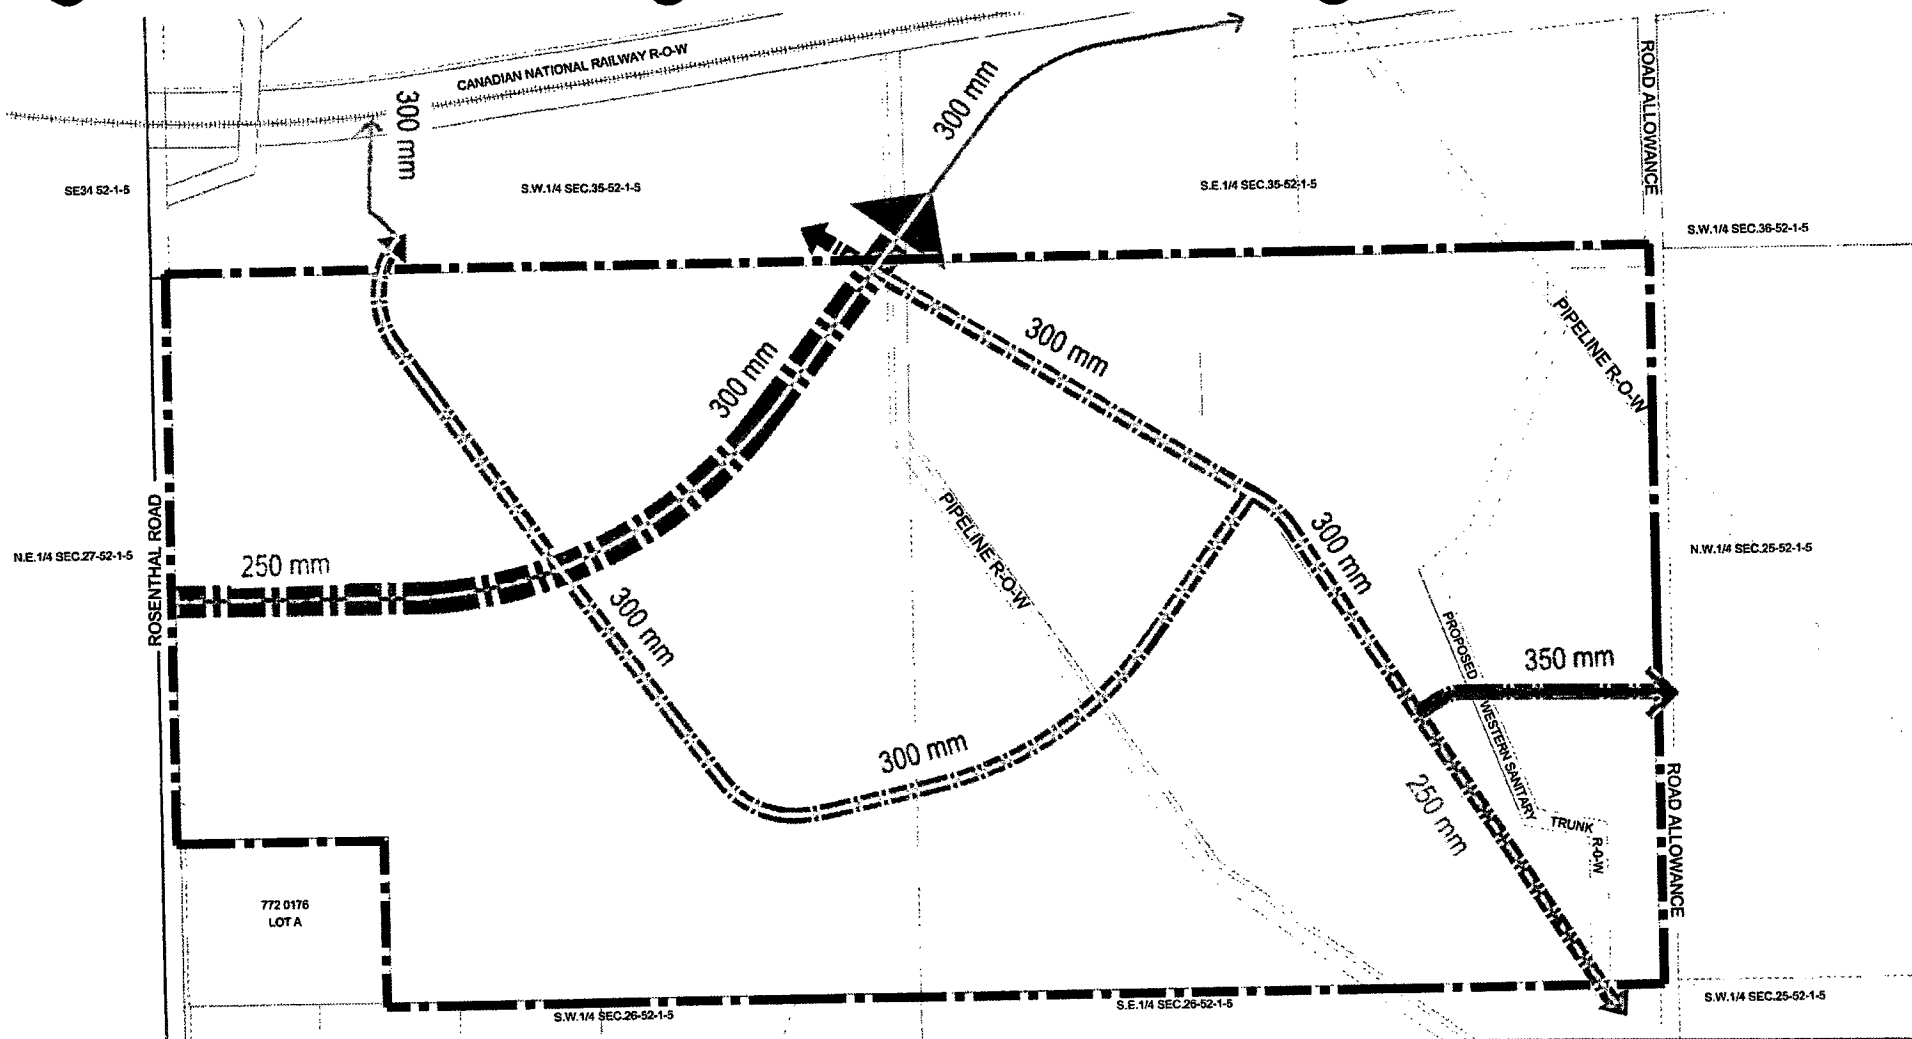 CANADIAN NATIONAL RAILWAY R-O-W
300 mm
300 mm
ROAD ALLOWANCE
SE34 52-1-5
S.W.1/4 SEC.35-52-1-5
S.E.1/4 SEC.35-52-1-5
S.W.1/4 SEC.36-52-1-5
300 mm
300 mm
PIPELINE R-O-W
ROSENTHAL ROAD
N.E.1/4 SEC.27-52-1-5
250 mm
300 mm
PIPELINE R-O-W
300 mm
N.W.1/4 SEC.25-52-1-5
350 mm
PROPOSED WESTERN SANITARY TRUNK R-O-W
300 mm
250 mm
ROAD ALLOWANCE
772 0176
LOT A
S.W.1/4 SEC.26-52-1-5
S.E.1/4 SEC.26-52-1-5
S.W.1/4 SEC.25-52-1-5